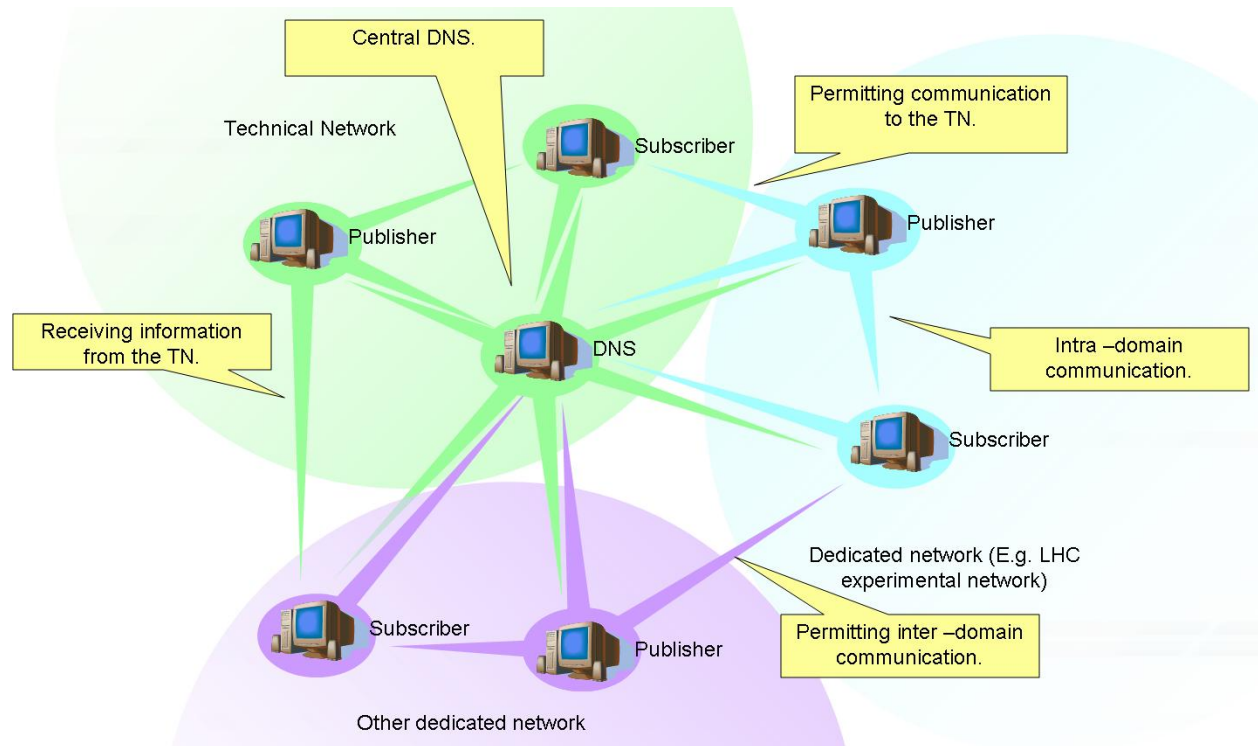 Central DNS.
Technical Network
Subscriber
Permitting communication
to the TN.
Publisher
Publisher
Receiving information
from the TN.
DNS
Intra –domain
communication.
Subscriber
Dedicated network (E.g. LHC
experimental network)
Subscriber
Publisher
Permitting inter –domain
communication.
Other dedicated network